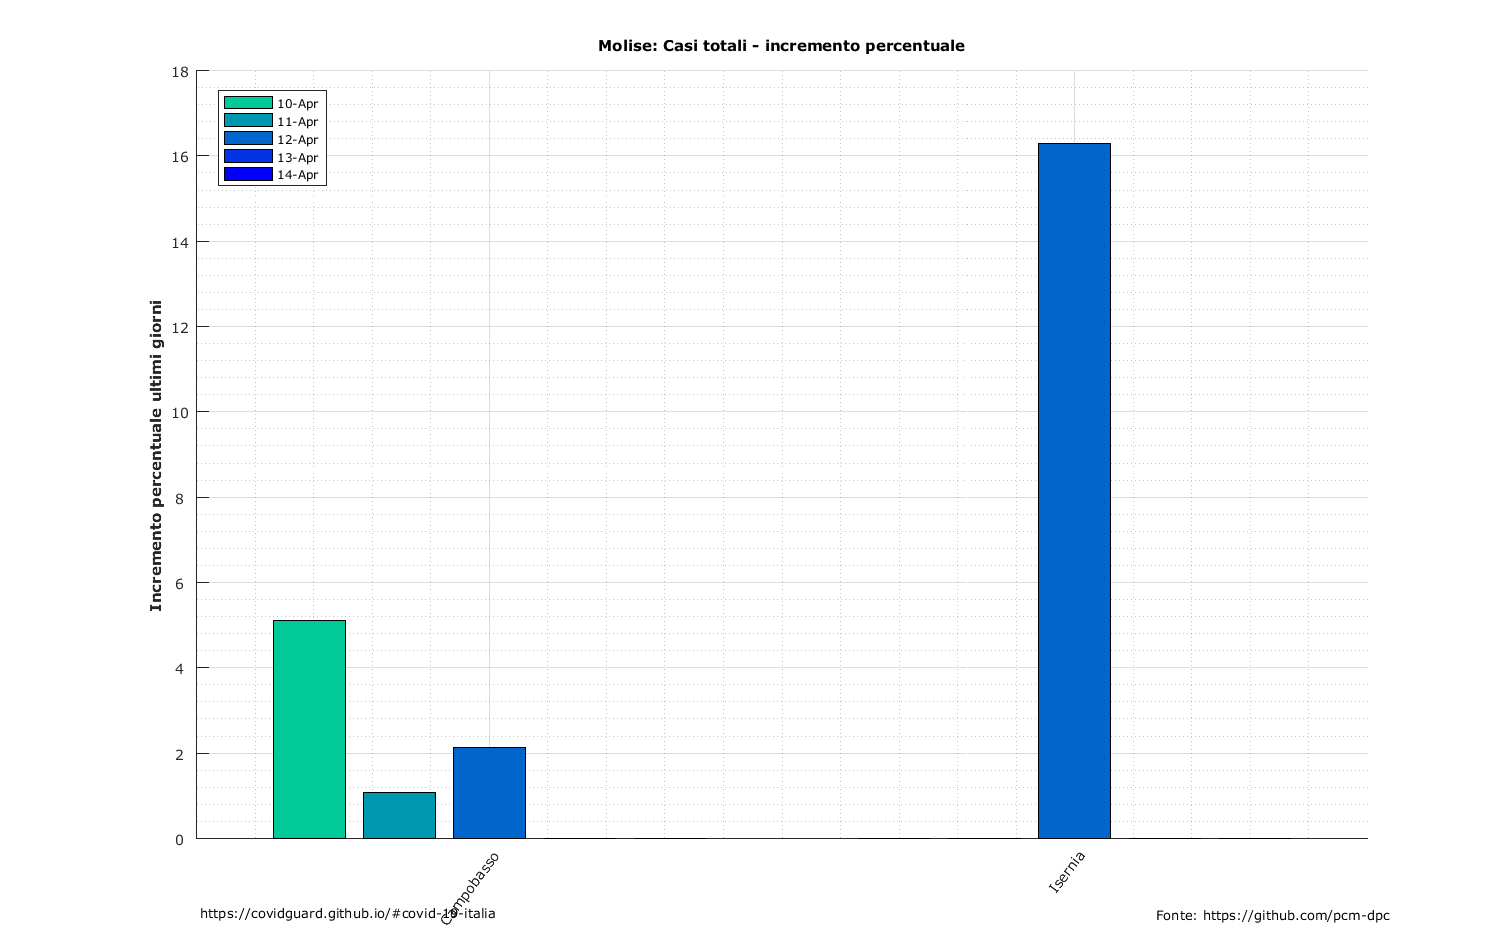 Molise: Casi totali - incremento percentuale
18
16
14
12
10
8
6
4
2
0
Incremento percentuale ultimi giorni
10-Apr
11-Apr
12-Apr
13-Apr
14-Apr
Campobasso
Isernia
https://covidguard.github.io/#covid-19-italia
Fonte: https://github.com/pcm-dpc